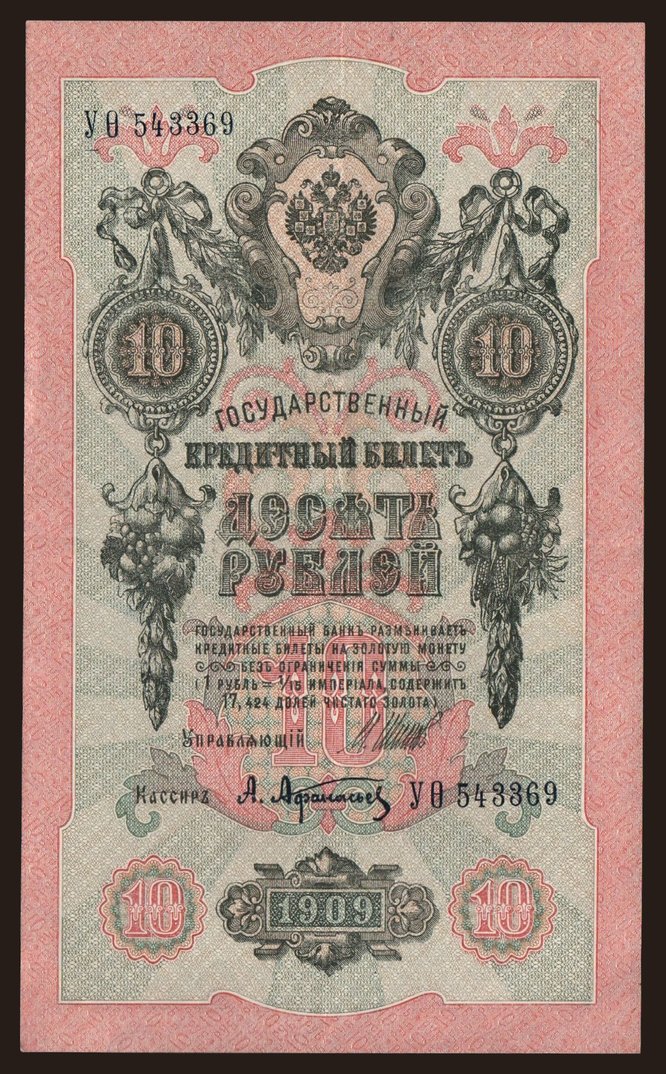 УѲ 543369
10
10
ГОСУДАРСТВЕННЫЙ
КРЕДИТНЫЙ БИЛЕТЪ
ДЕСЯТЬ
РУБЛЕЙ
ГОСУДАРСТВЕННЫЙ БАНКЪ РАЗМѢНИВАЕТЪ
КРЕДИТНЫЕ БИЛЕТЫ НА ЗОЛОТУЮ МОНЕТУ
БЕЗЪ ОГРАНИЧЕНІЯ СУММЫ
(1 РУБЛЬ = 1/15 ИМПЕРІАЛА, СОДЕРЖИТЪ
17,424 ДОЛЕЙ ЧИСТАГО ЗОЛОТА)
10
Управляющій И. Шипов
Кассиръ А. Афанасьев УѲ 543369
10 1909 10